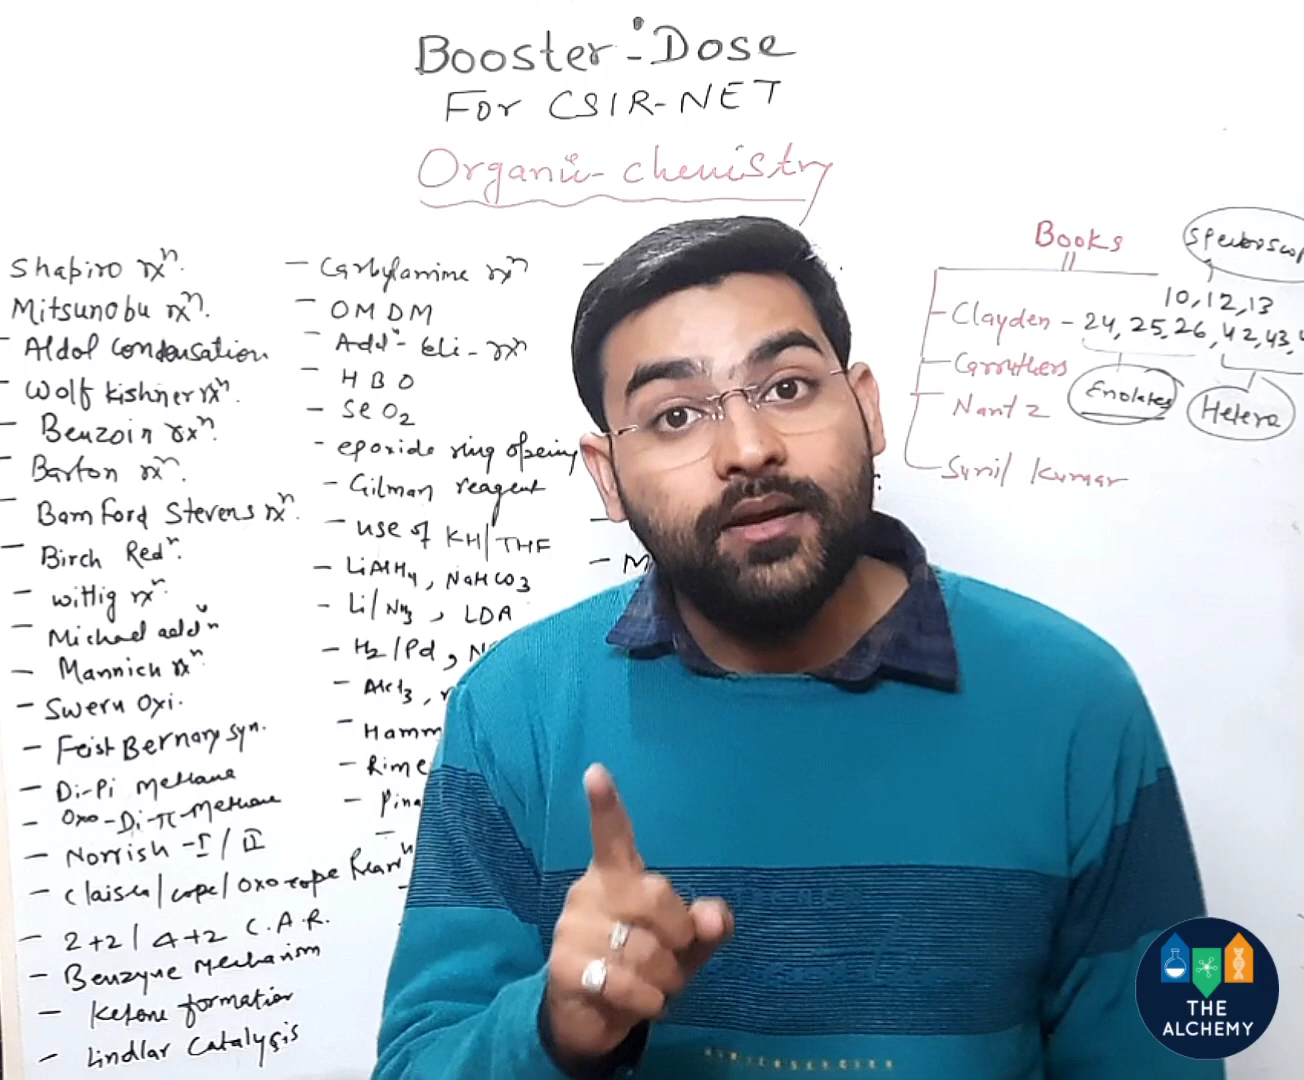 Booster-Dose
For CSIR-NET
Organic-chemistry
Shapiro rxⁿ.
Mitsunobu rxⁿ.
- Aldol Condensation
- Wolf Kishner rxⁿ.
- Benzoin rxⁿ.
- Barton rxⁿ.
- Bamford Stevens rxⁿ.
- Birch Redⁿ.
- Wittig rxⁿ.
- Michael addⁿ
- Mannich rxⁿ.
- Swern Oxi.
- Feist Bernary syn.
- Di-Pi Methane
- Oxo-Di-π-Methane
- Norrish-I/II
- Claisen/cope/oxo cope Rearrⁿ
- 2+2/4+2 C.A.R.
- Benzyne Mechanism
- Ketone formation
- Lindlar Catalysis
- Carbylamine rxⁿ
- OMDM
- Addⁿ- Eli- rxⁿ
- HBO
- SeO2
- epoxide ring opening
- Gilman reagent
- use of KH/THF
- LiAlH4, NaHCO3
- Li/NH3, LDA
- H2/Pd, N
- AlCl3,
- Hamm
- Rime
- Pina
-
- M
Books
Spectroscop
10,12,13
- Clayden - 24, 25, 26, 42, 43, 4
- Carruthers
Enolates
Hetero
- Nantz
- Sunil Kumar
THE
ALCHEMY